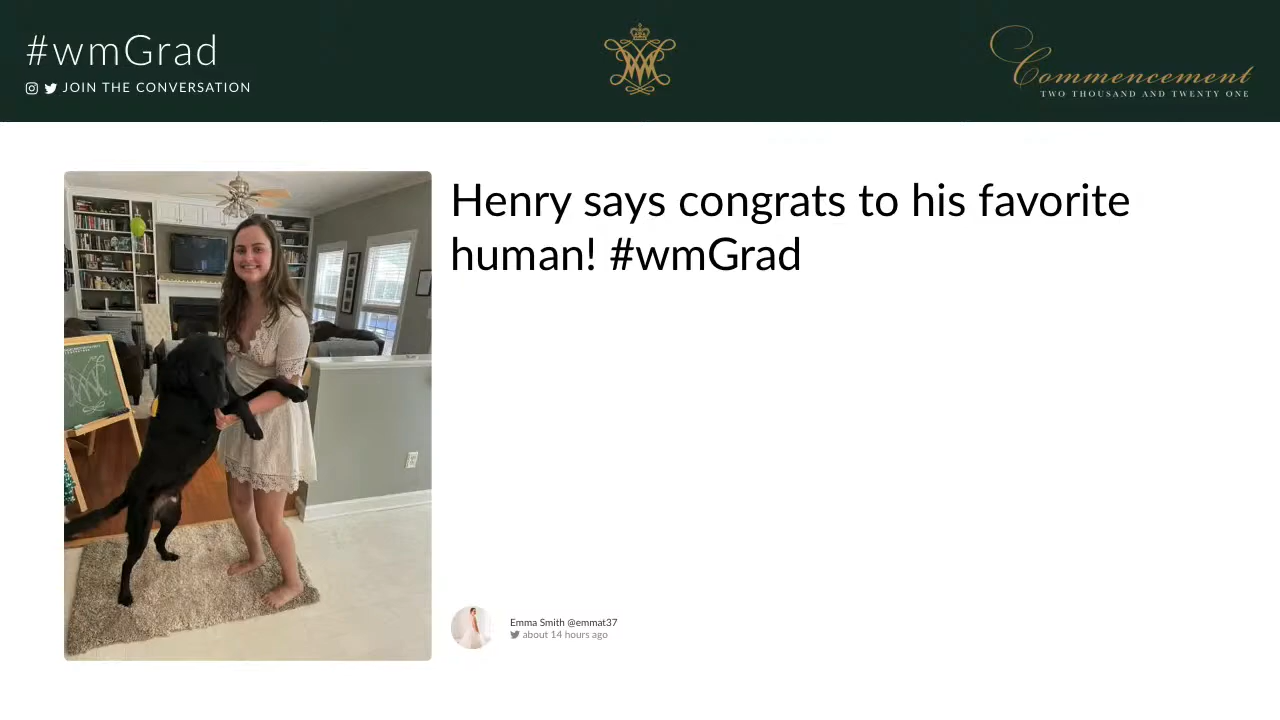 #wmGrad
JOIN THE CONVERSATION
Commencement
TWO THOUSAND AND TWENTY ONE
Henry says congrats to his favorite
human! #wmGrad
Emma Smith @emmat37
about 14 hours ago